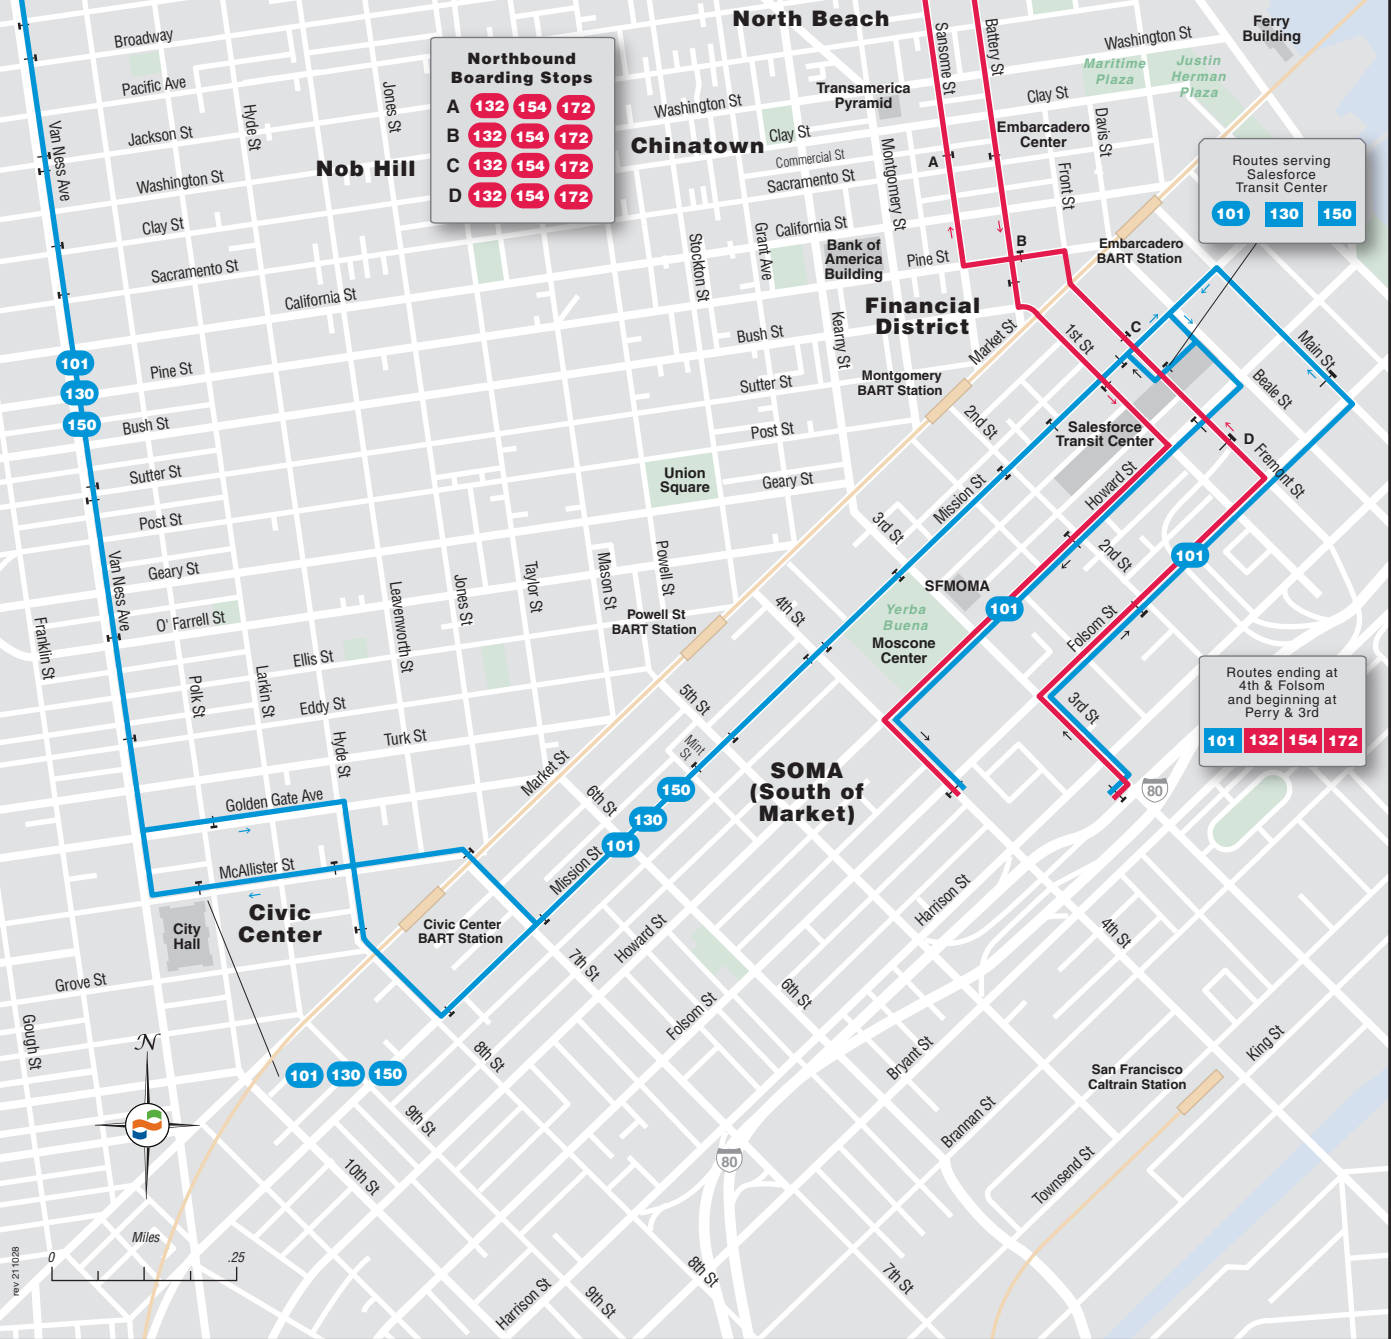 North Beach
Ferry
Building
Broadway
Northbound
Boarding Stops
A 132 154 172
B 132 154 172
C 132 154 172
D 132 154 172
Sansome St
Battery St
Washington St
Maritime
Plaza
Justin
Herman
Plaza
Pacific Ave
Jones St
Hyde St
Van Ness Ave
Jackson St
Washington St
Transamerica
Pyramid
Clay St
Davis St
Clay St
Embarcadero
Center
Chinatown
Commercial St
Montgomery St
A
Nob Hill
Washington St
Sacramento St
Front St
Routes serving
Salesforce
Transit Center
101 130 150
Clay St
California St
Stockton St
Grant Ave
Bank of
America
Building
Pine St
B
Embarcadero
BART Station
Sacramento St
California St
Financial
District
Kearny St
Bush St
Market St
1st St
C
Main St
101
130
150
Pine St
Sutter St
Montgomery
BART Station
Beale St
Bush St
Post St
2nd St
Salesforce
Transit Center
D
Fremont St
Sutter St
Union
Square
Geary St
Mission St
Howard St
Post St
3rd St
2nd St
101
Van Ness Ave
Geary St
Leavenworth St
Jones St
Taylor St
Mason St
Powell St
SFMOMA
101
O' Farrell St
Powell St
BART Station
4th St
Yerba
Buena
Moscone
Center
Folsom St
Franklin St
Ellis St
Polk St
Larkin St
Eddy St
5th St
3rd St
Routes ending at
4th & Folsom
and beginning at
Perry & 3rd
101 132 154 172
Hyde St
Turk St
Mint
St
Market St
SOMA
(South of
Market)
80
150
130
101
Golden Gate Ave
6th St
McAllister St
Mission St
Civic
Center
City
Hall
Civic Center
BART Station
Harrison St
4th St
Howard St
7th St
Grove St
Folsom St
6th St
Gough St
N
8th St
Bryant St
King St
101 130 150
San Francisco
Caltrain Station
9th St
Brannan St
80
10th St
Townsend St
Miles
0 .25
rev 211028
8th St
7th St
Harrison St
9th St